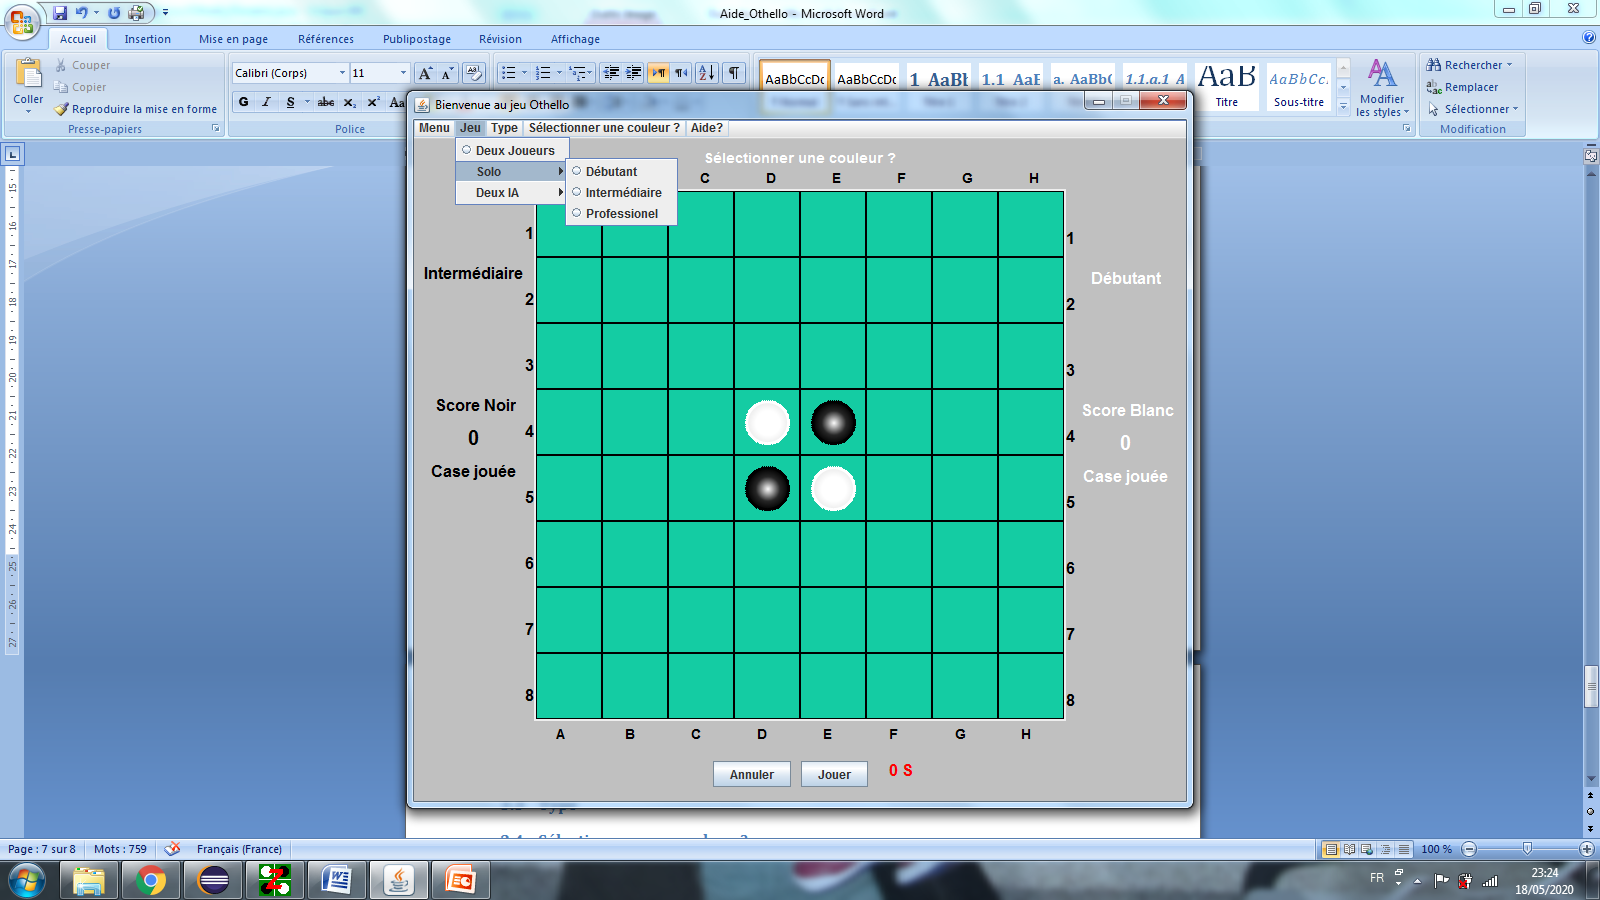 Aide_Othello - Microsoft Word
Accueil Insertion Mise en page Références Publipostage Révision Affichage
Coller
Couper
Copier
Reproduire la mise en forme
Presse-papiers
Calibri (Corps) 11
G I S abc x₂ x² Aa
Police
AaBbCcDc AaBbCcDc 1 AaBb 1.1 AaB a. AaBb( 1.1.a.1 A AaB AaBbCc.
Titre Sous-titre
Modifier les styles
Rechercher
Remplacer
Sélectionner
Modification
Bienvenue au jeu Othello
Menu Jeu Type Sélectionner une couleur ? Aide?
Deux Joueurs
Solo
Deux IA
Débutant
Intermédiaire
Professionel
Sélectionner une couleur ?
C D E F G H
1 1
2 2
3 3
4 4
5 5
6 6
7 7
8 8
Intermédiaire
Score Noir
0
Case jouée
Débutant
Score Blanc
0
Case jouée
A B C D E F G H
Annuler Jouer 0 S
Page : 7 sur 8 Mots : 759 Français (France) 100 %
FR
23:24
18/05/2020